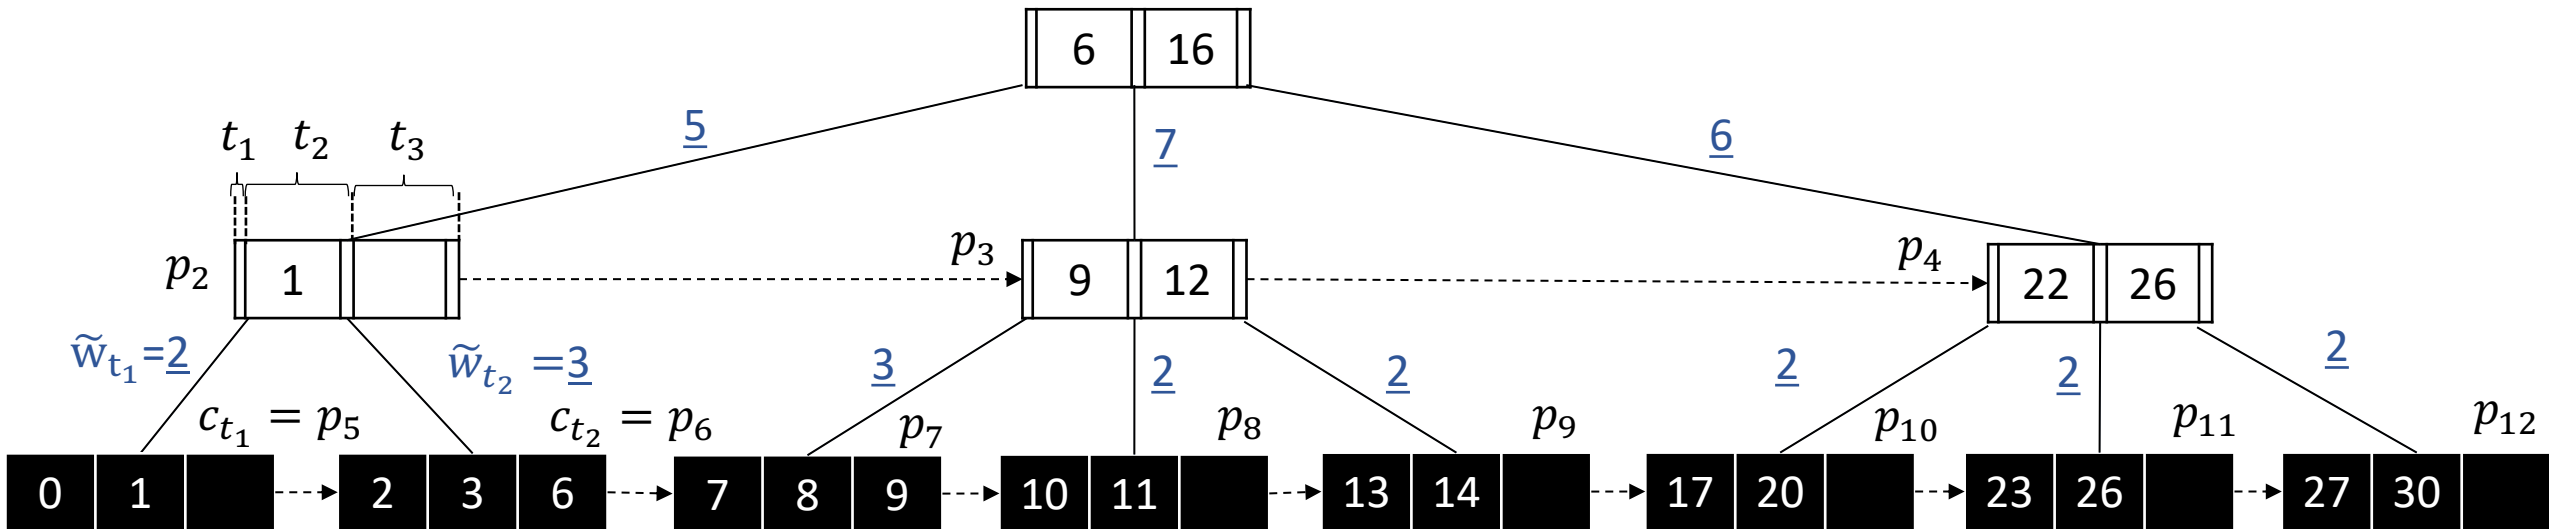 6 16
5 7 6
t₁ t₂ t₃
p₂ 1 p₃ 9 12 p₄ 22 26
w̃ₜ₁=2 w̃ₜ₂ =3 3 2 2 2 2 2
cₜ₁ = p₅ cₜ₂ = p₆ p₇ p₈ p₉ p₁₀ p₁₁ p₁₂
0 1 2 3 6 7 8 9 10 11 13 14 17 20 23 26 27 30